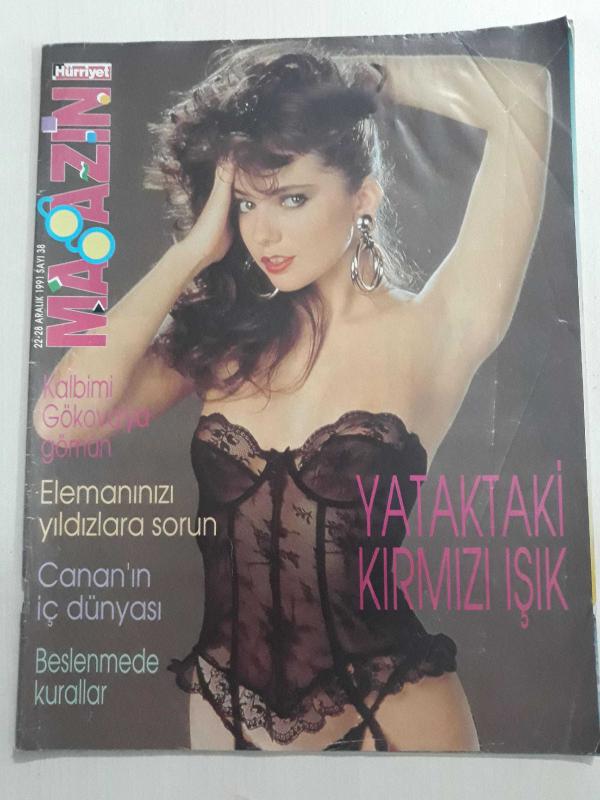 Hürriyet
MAGAZİN
22-28 ARALIK 1991 SAYI 38
Kalbimi
Gökova'ya
gömün
Elemanınızı
yıldızlara sorun
Canan'ın
iç dünyası
Beslenmede
kurallar
YATAKTAKİ
KIRMIZI IŞIK